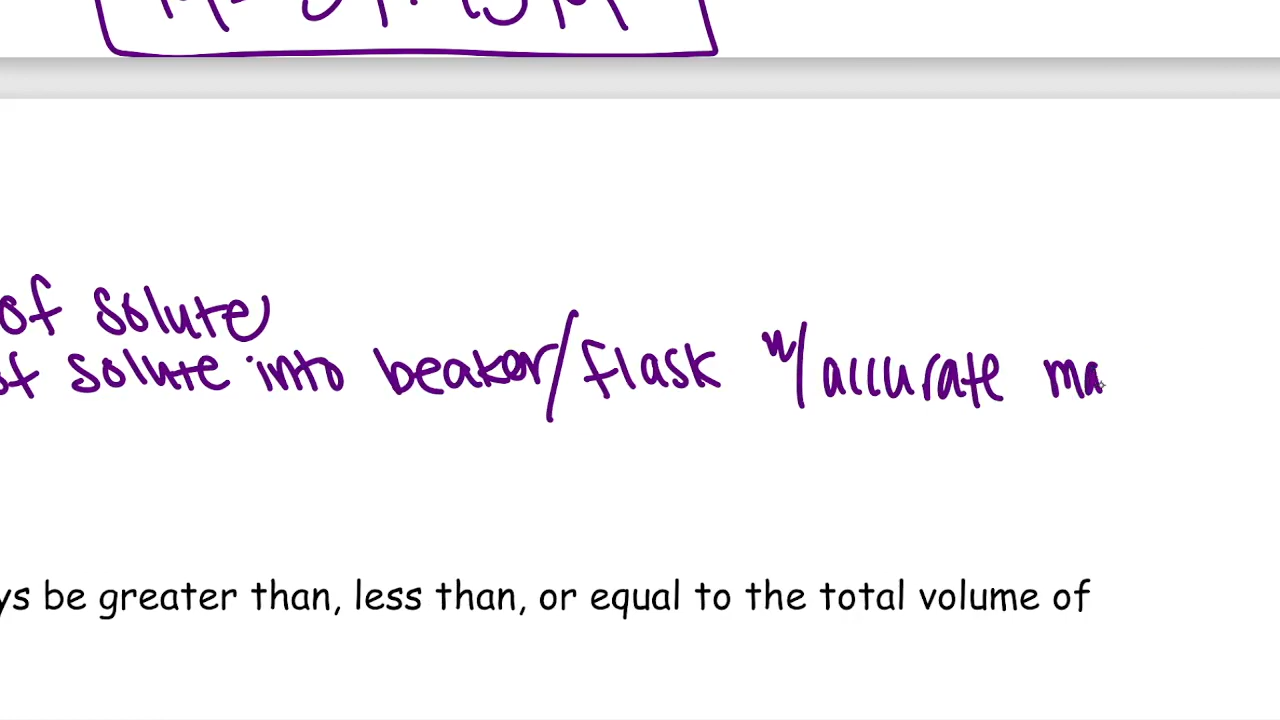 of solute
of solute into beaker/flask w/accurate ma
ys be greater than, less than, or equal to the total volume of